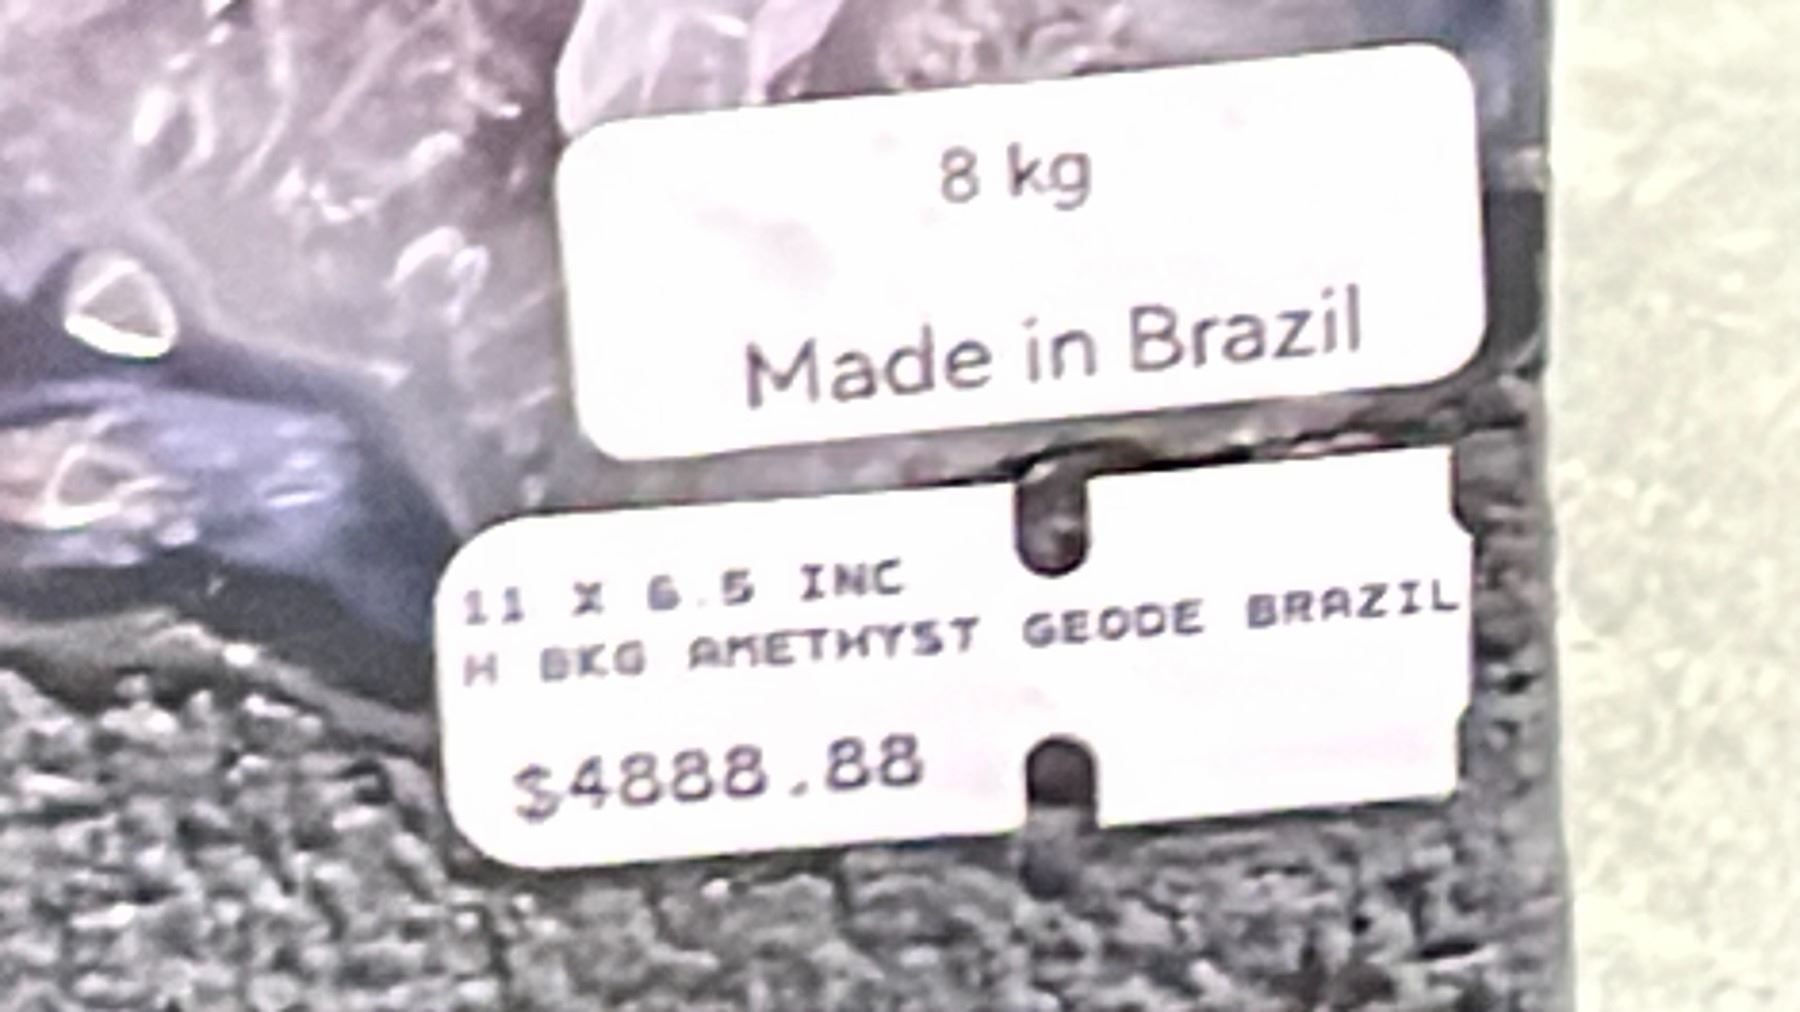 8 kg
Made in Brazil
11 X 6.5 INC
H 8KG AMETHYST GEODE BRAZIL
$4888.88